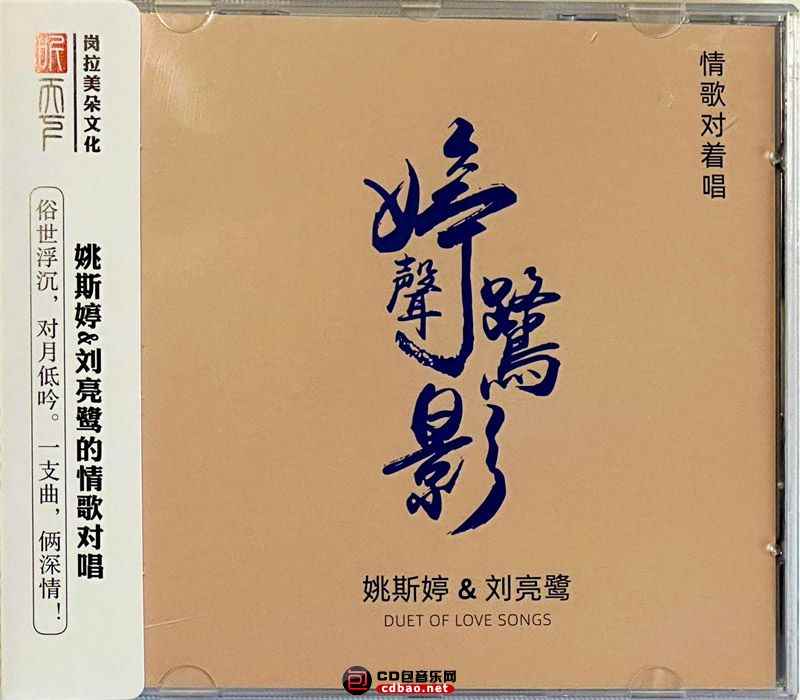 眠
天下
岗拉美朵文化
姚斯婷&刘亮鹭的情歌对唱
俗世浮沉，对月低吟。一支曲，俩深情！
情歌对着唱
婷聲
鷺影
姚斯婷 & 刘亮鹭
DUET OF LOVE SONGS
CD包音乐网
cdbao.net